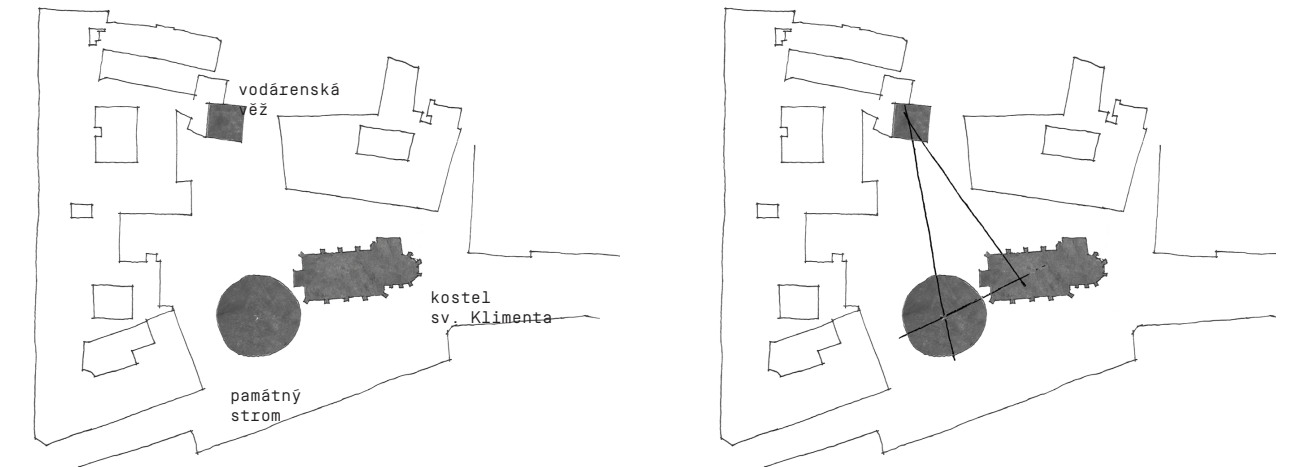 vodárenská
věž
kostel
sv. Klimenta
památný
strom